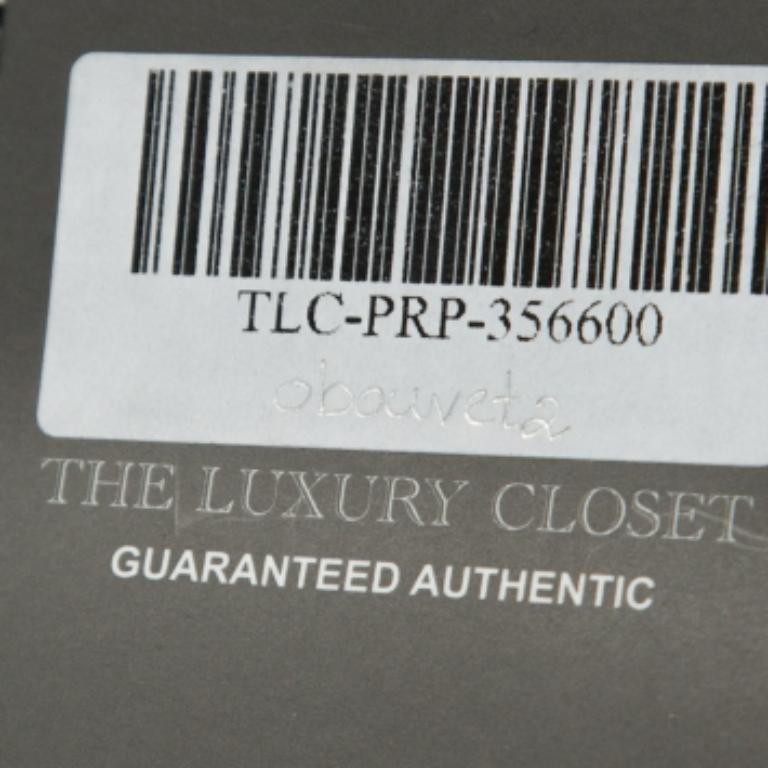 TLC-PRP-356600
THE LUXURY CLOSET
GUARANTEED AUTHENTIC